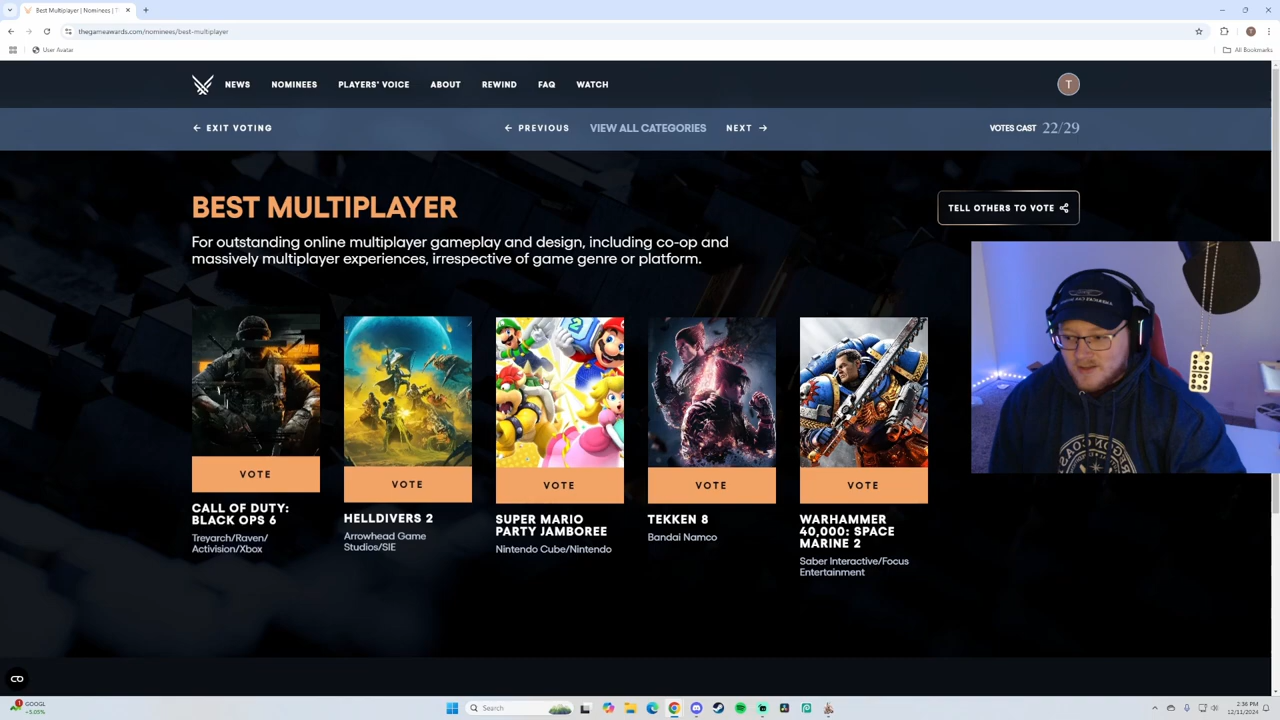 Best Multiplayer | Nominees | T
thegameawards.com/nominees/best-multiplayer
User Avatar
All Bookmarks
NEWS
NOMINEES
PLAYERS' VOICE
ABOUT
REWIND
FAQ
WATCH
T
EXIT VOTING
PREVIOUS
VIEW ALL CATEGORIES
NEXT
VOTES CAST 22/29
BEST MULTIPLAYER
TELL OTHERS TO VOTE
For outstanding online multiplayer gameplay and design, including co-op and
massively multiplayer experiences, irrespective of game genre or platform.
VOTE
CALL OF DUTY:
BLACK OPS 6
Treyarch/Raven/
Activision/Xbox
VOTE
HELLDIVERS 2
Arrowhead Game
Studios/SIE
VOTE
SUPER MARIO
PARTY JAMBOREE
Nintendo Cube/Nintendo
VOTE
TEKKEN 8
Bandai Namco
VOTE
WARHAMMER
40,000: SPACE
MARINE 2
Saber Interactive/Focus
Entertainment
1
GOOGL
-5.05%
Search
2:36 PM
12/11/2024